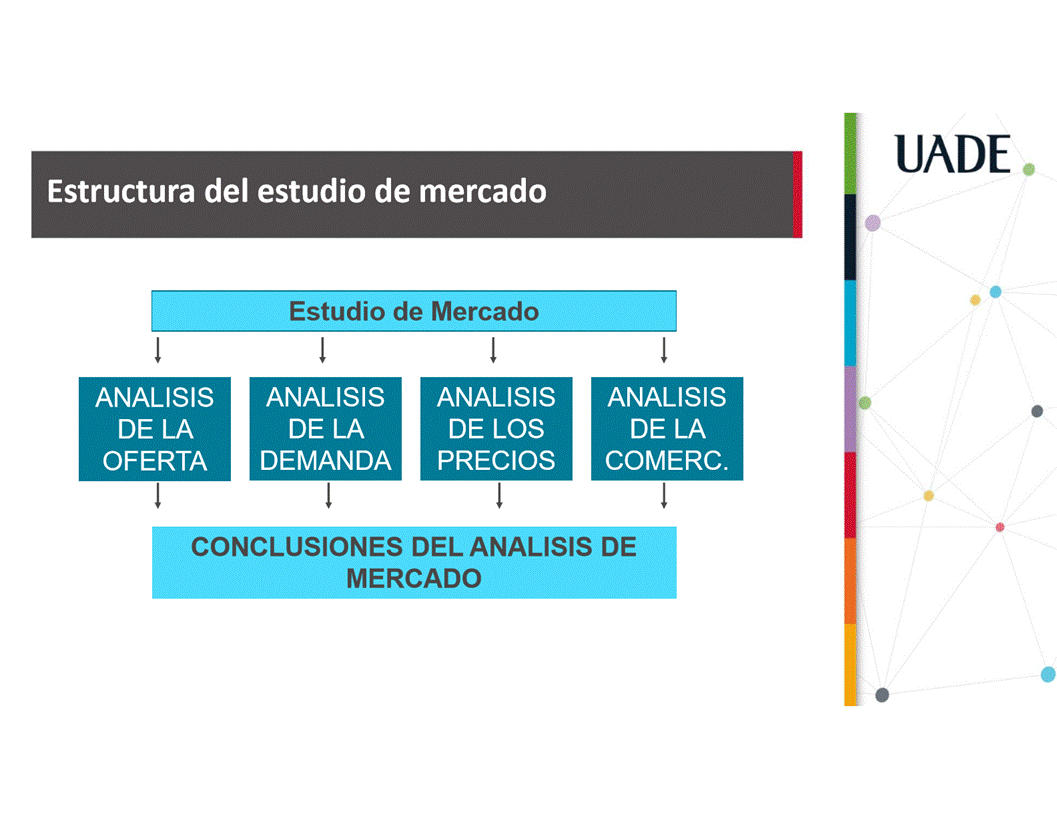 UADE
Estructura del estudio de mercado
Estudio de Mercado
ANALISIS
DE LA
OFERTA
ANALISIS
DE LA
DEMANDA
ANALISIS
DE LOS
PRECIOS
ANALISIS
DE LA
COMERC.
CONCLUSIONES DEL ANALISIS DE
MERCADO